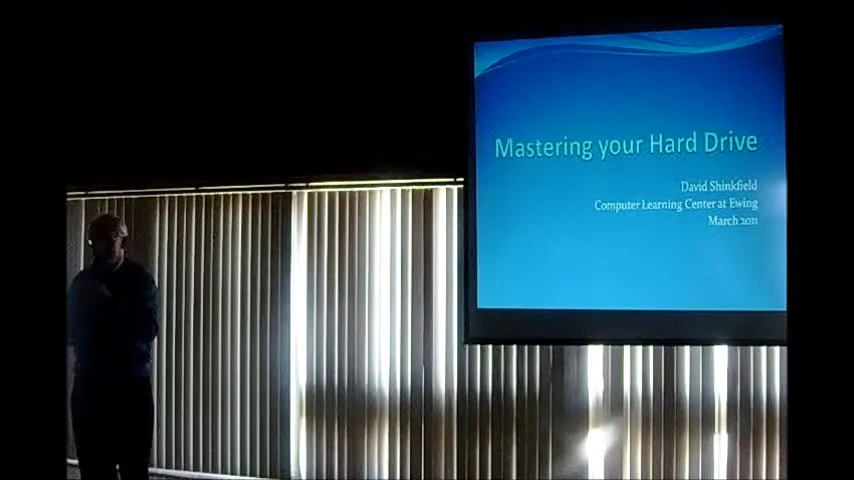 Mastering your Hard Drive
David Shinkfield
Computer Learning Center at Ewing
March 2011